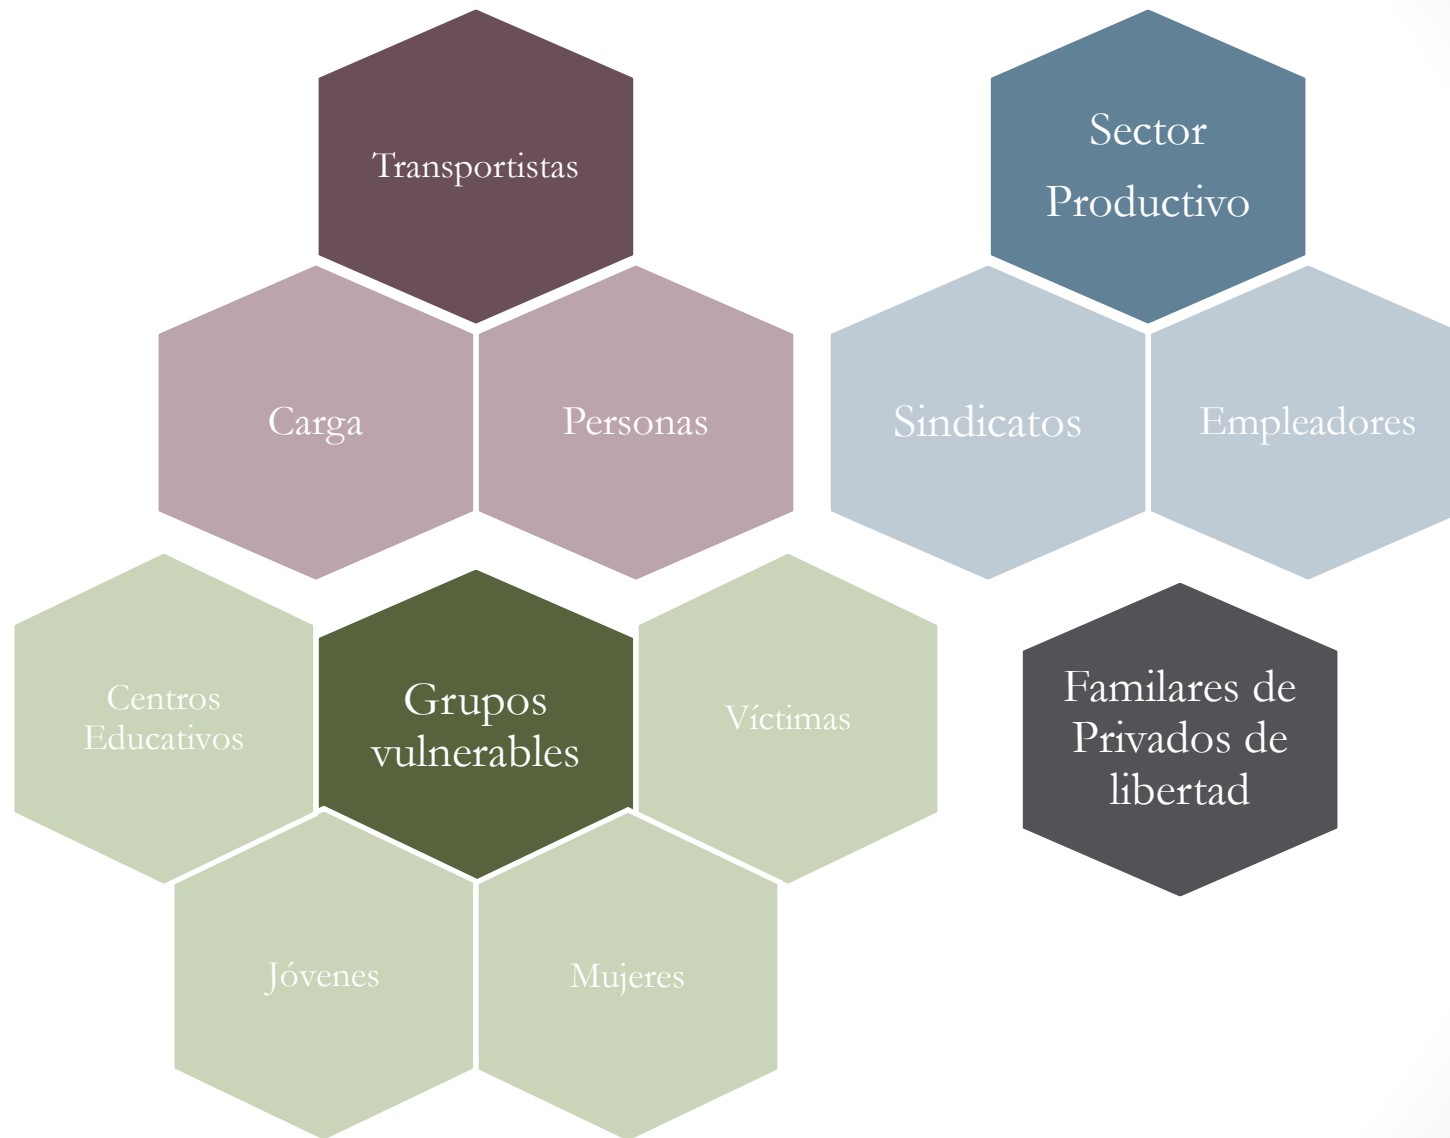 Transportistas
Carga
Personas
Sector
Productivo
Sindicatos
Empleadores
Centros
Educativos
Grupos
vulnerables
Víctimas
Jóvenes
Mujeres
Familares de
Privados de
libertad